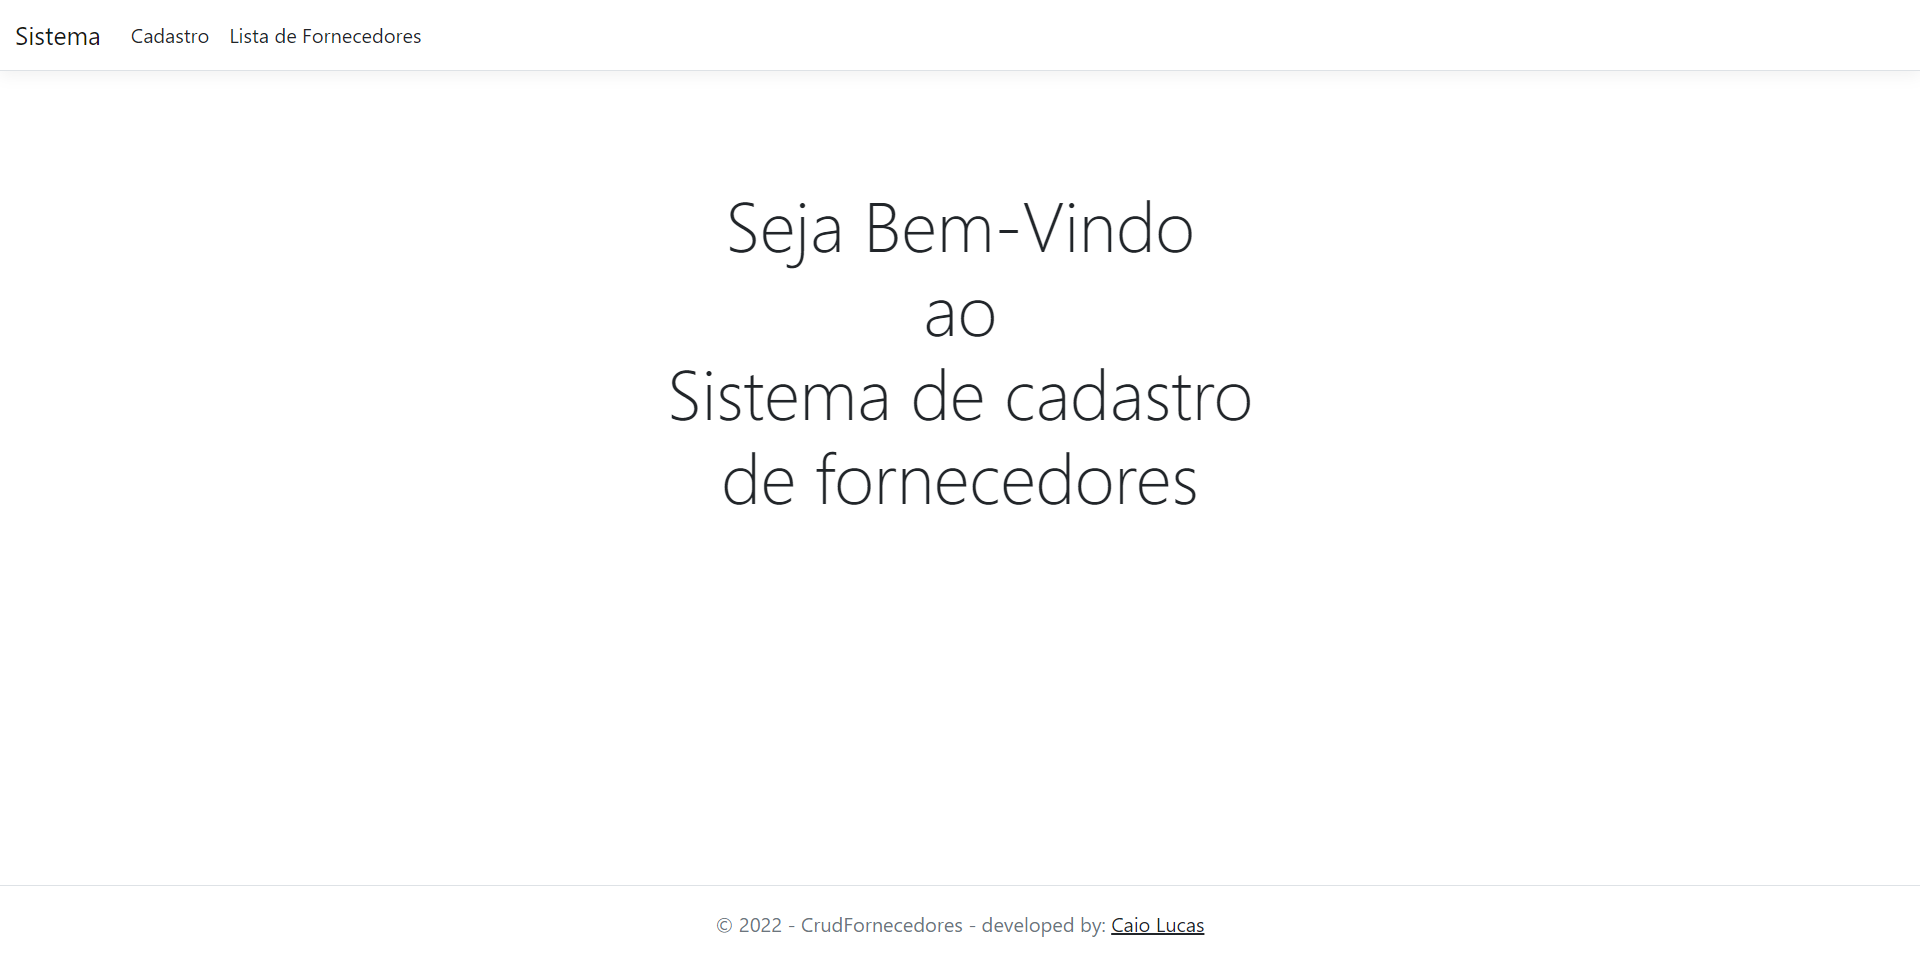 Sistema Cadastro Lista de Fornecedores
Seja Bem-Vindo
ao
Sistema de cadastro
de fornecedores
© 2022 - CrudFornecedores - developed by: Caio Lucas